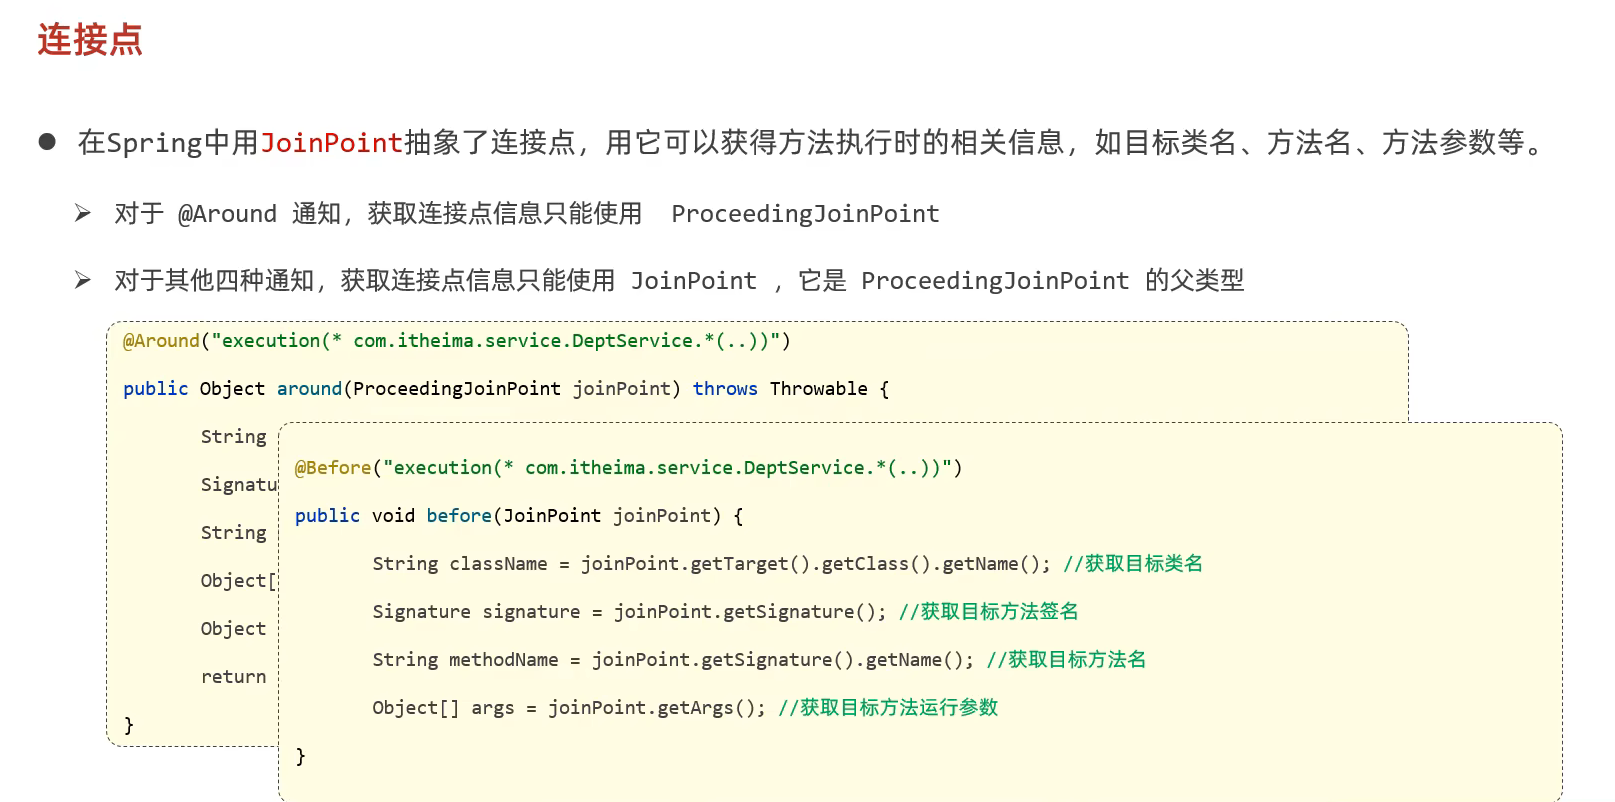 连接点
● 在Spring中用JoinPoint抽象了连接点，用它可以获得方法执行时的相关信息，如目标类名、方法名、方法参数等。
➢ 对于 @Around 通知，获取连接点信息只能使用 ProceedingJoinPoint
➢ 对于其他四种通知，获取连接点信息只能使用 JoinPoint ，它是 ProceedingJoinPoint 的父类型
@Around("execution(* com.itheima.service.DeptService.*(..))")
public Object around(ProceedingJoinPoint joinPoint) throws Throwable {
String
String
Object[
Object
return
}
@Before("execution(* com.itheima.service.DeptService.*(..))")
public void before(JoinPoint joinPoint) {
String className = joinPoint.getTarget().getClass().getName(); //获取目标类名
Signature signature = joinPoint.getSignature(); //获取目标方法签名
String methodName = joinPoint.getSignature().getName(); //获取目标方法名
Object[] args = joinPoint.getArgs(); //获取目标方法运行参数
}